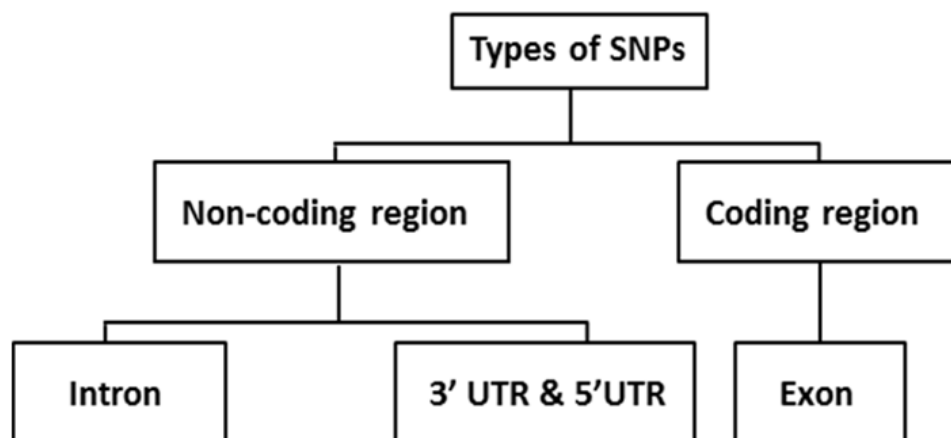 Types of SNPs
Non-coding region
Coding region
Intron
3’ UTR & 5’UTR
Exon